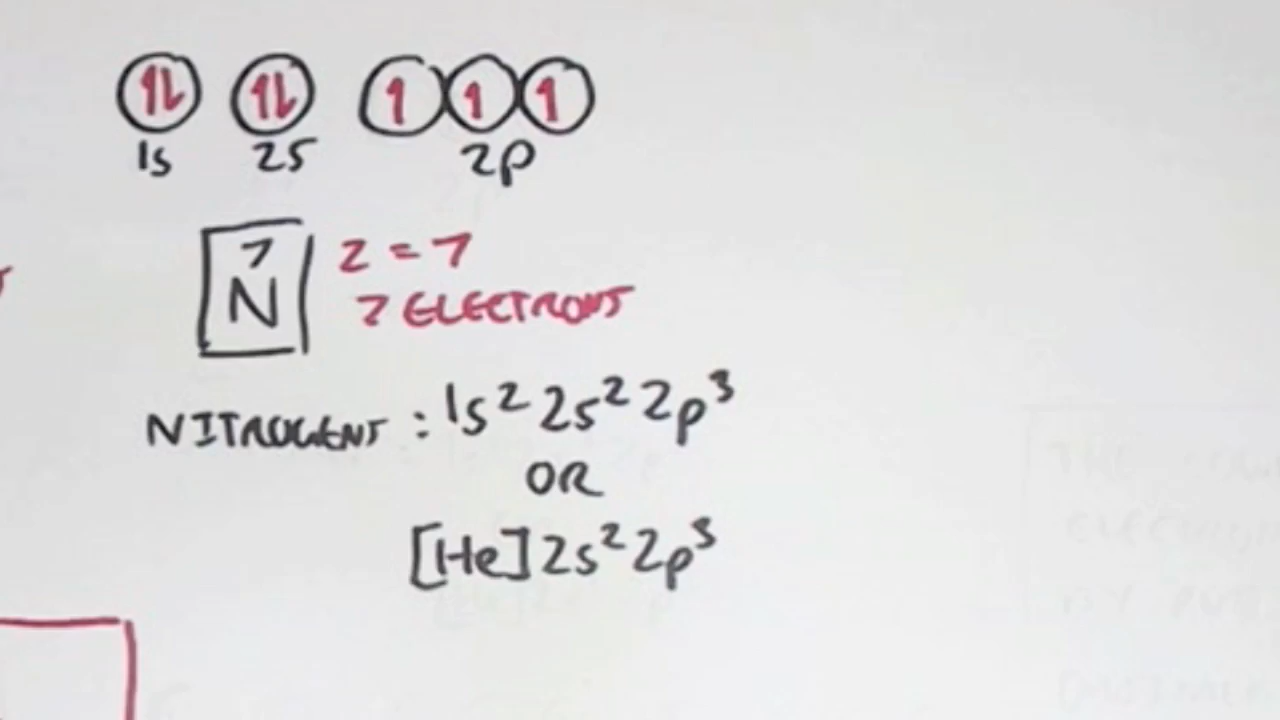 1s 2s 2p
7
N
Z = 7
7 ELECTRONS
NITROGEN : 1s² 2s² 2p³
OR
[He] 2s² 2p³